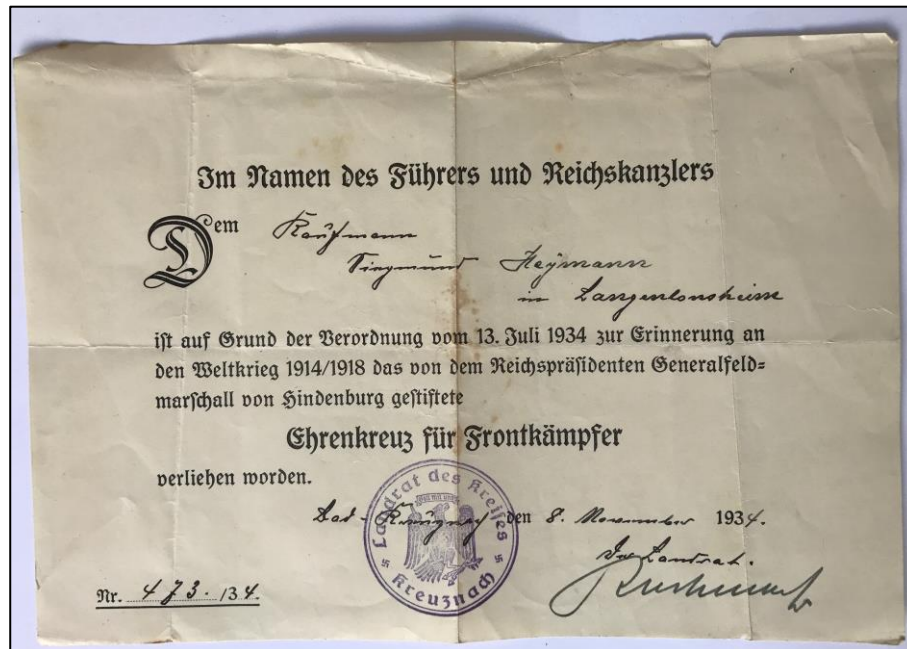 Im Namen des Führers und Reichskanzlers
Dem Kaufmann
Siegmund Heymann
in Langenlonsheim
ist auf Grund der Verordnung vom 13. Juli 1934 zur Erinnerung an
den Weltkrieg 1914/1918 das von dem Reichspräsidenten Generalfeld=
marschall von Hindenburg gestiftete
Ehrenkreuz für Frontkämpfer
verliehen worden.
Bad-Kreuznach den 8. November 1934.
Der Landrat.
Landrat des Kreises
Kreuznach
Nr. 473./34.